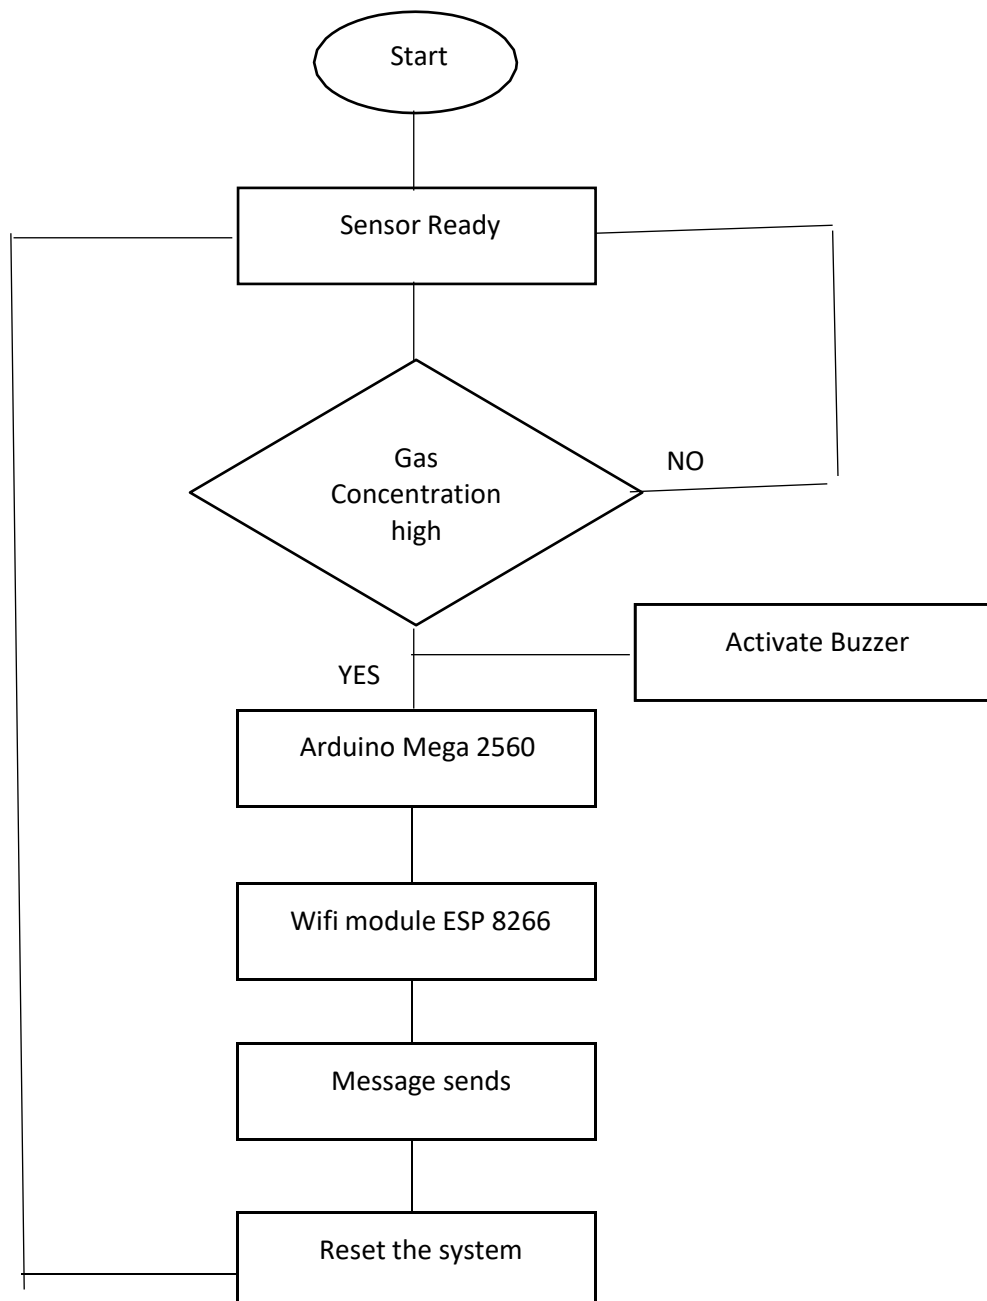 Start
Sensor Ready
Gas
Concentration
high
NO
Activate Buzzer
YES
Arduino Mega 2560
Wifi module ESP 8266
Message sends
Reset the system